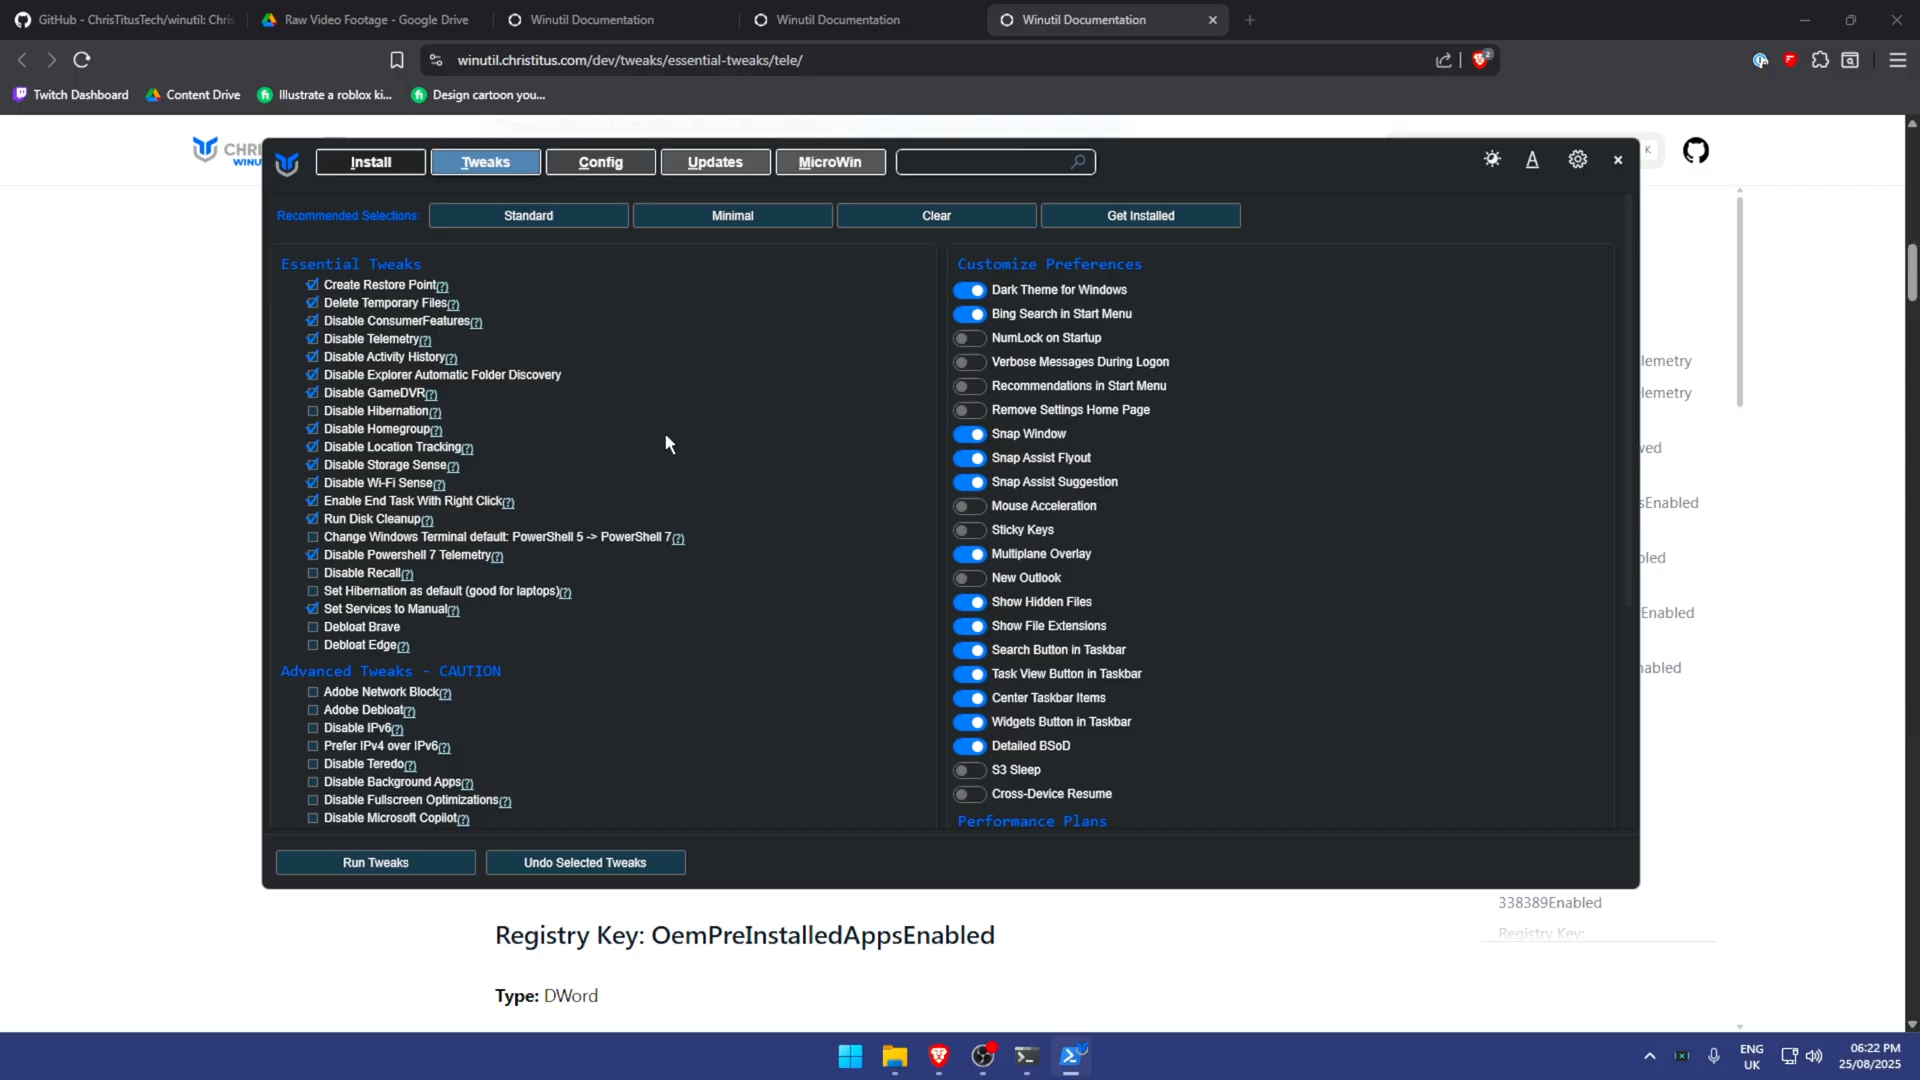 GitHub - ChrisTitusTech/winutil: Chris
Raw Video Footage - Google Drive
Winutil Documentation
Winutil Documentation
Winutil Documentation
winutil.christitus.com/dev/tweaks/essential-tweaks/tele/
2
Twitch Dashboard
Content Drive
Illustrate a roblox ki...
Design cartoon you...
CHRI
WINU
K
Install
Tweaks
Config
Updates
MicroWin
A
Recommended Selections:
Standard
Minimal
Clear
Get Installed
Essential Tweaks
Create Restore Point(?)
Delete Temporary Files(?)
Disable ConsumerFeatures(?)
Disable Telemetry(?)
Disable Activity History(?)
Disable Explorer Automatic Folder Discovery
Disable GameDVR(?)
Disable Hibernation(?)
Disable Homegroup(?)
Disable Location Tracking(?)
Disable Storage Sense(?)
Disable Wi-Fi Sense(?)
Enable End Task With Right Click(?)
Run Disk Cleanup(?)
Change Windows Terminal default: PowerShell 5 -> PowerShell 7(?)
Disable Powershell 7 Telemetry(?)
Disable Recall(?)
Set Hibernation as default (good for laptops)(?)
Set Services to Manual(?)
Debloat Brave
Debloat Edge(?)
Advanced Tweaks - CAUTION
Adobe Network Block(?)
Adobe Debloat(?)
Disable IPv6(?)
Prefer IPv4 over IPv6(?)
Disable Teredo(?)
Disable Background Apps(?)
Disable Fullscreen Optimizations(?)
Disable Microsoft Copilot(?)
Customize Preferences
Dark Theme for Windows
Bing Search in Start Menu
NumLock on Startup
Verbose Messages During Logon
Recommendations in Start Menu
Remove Settings Home Page
Snap Window
Snap Assist Flyout
Snap Assist Suggestion
Mouse Acceleration
Sticky Keys
Multiplane Overlay
New Outlook
Show Hidden Files
Show File Extensions
Search Button in Taskbar
Task View Button in Taskbar
Center Taskbar Items
Widgets Button in Taskbar
Detailed BSoD
S3 Sleep
Cross-Device Resume
Performance Plans
Run Tweaks
Undo Selected Tweaks
lemetry
lemetry
ved
sEnabled
bled
Enabled
nabled
338389Enabled
Registry Key:
Registry Key: OemPreInstalledAppsEnabled
Type: DWord
ENG
UK
06:22 PM
25/08/2025